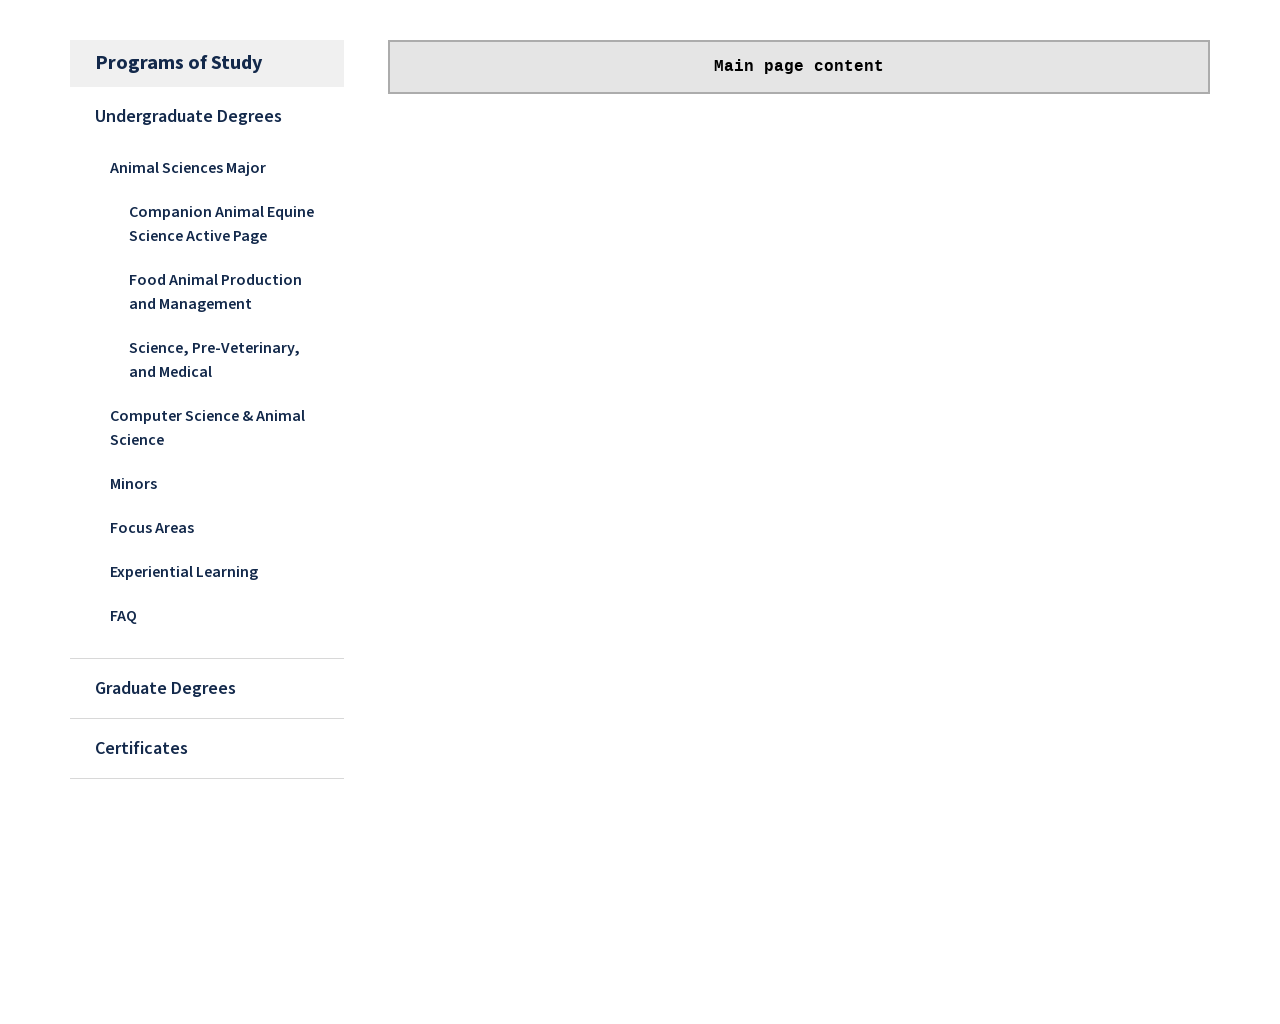 Programs of Study
Main page content
Undergraduate Degrees
Animal Sciences Major
Companion Animal Equine
Science Active Page
Food Animal Production
and Management
Science, Pre-Veterinary,
and Medical
Computer Science & Animal
Science
Minors
Focus Areas
Experiential Learning
FAQ
Graduate Degrees
Certificates